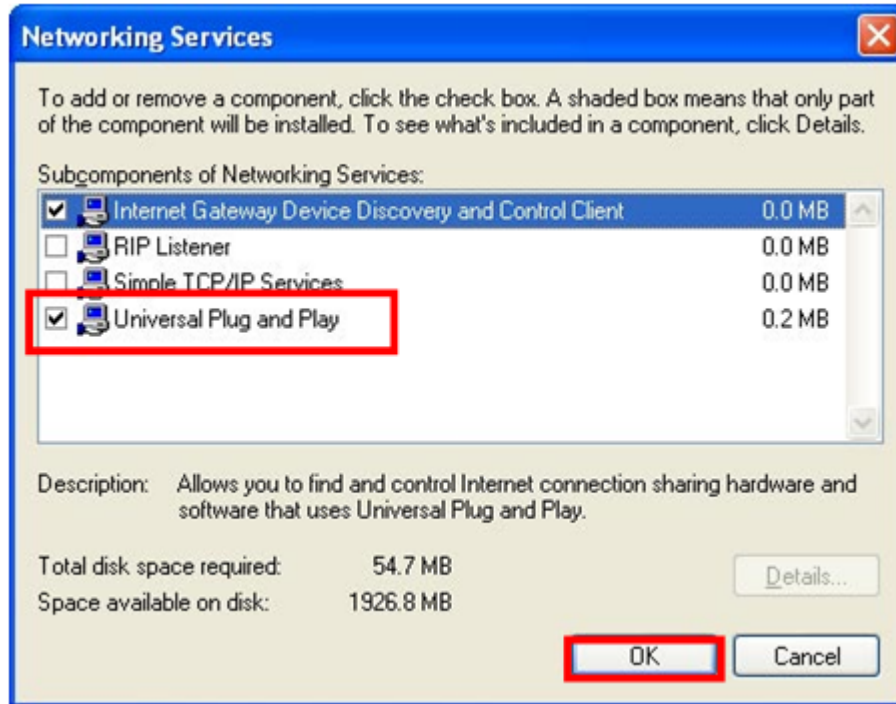 Networking Services
To add or remove a component, click the check box. A shaded box means that only part
of the component will be installed. To see what's included in a component, click Details.
Subcomponents of Networking Services:
Internet Gateway Device Discovery and Control Client 0.0 MB
RIP Listener 0.0 MB
Simple TCP/IP Services 0.0 MB
Universal Plug and Play 0.2 MB
Description: Allows you to find and control Internet connection sharing hardware and
software that uses Universal Plug and Play.
Total disk space required: 54.7 MB
Details...
Space available on disk: 1926.8 MB
OK Cancel